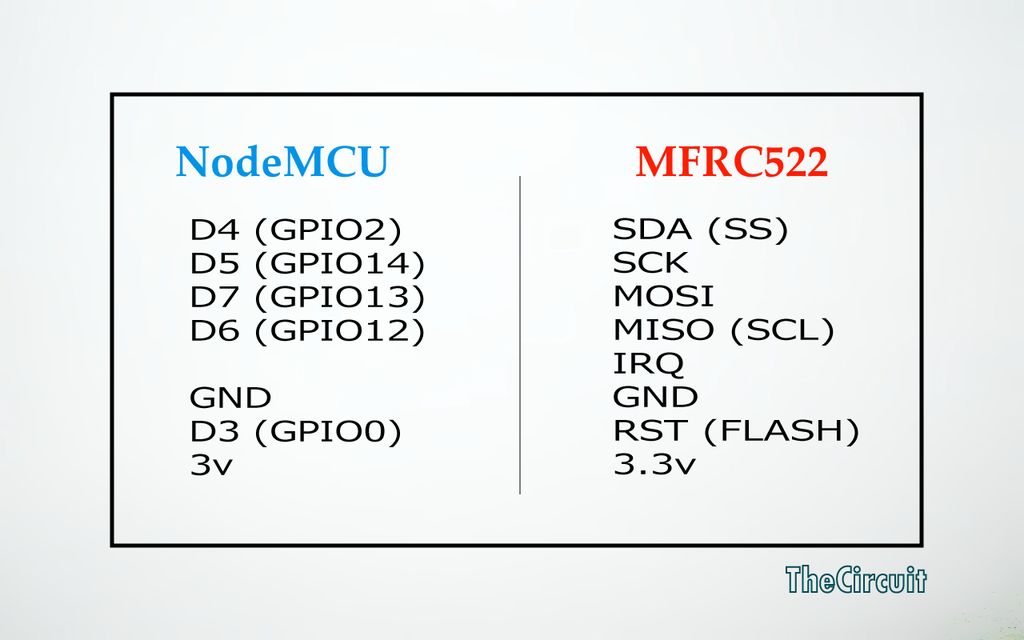 NodeMCU MFRC522
D4 (GPIO2) SDA (SS)
D5 (GPIO14) SCK
D7 (GPIO13) MOSI
D6 (GPIO12) MISO (SCL)
IRQ
GND GND
D3 (GPIO0) RST (FLASH)
3v 3.3v
TheCircuit